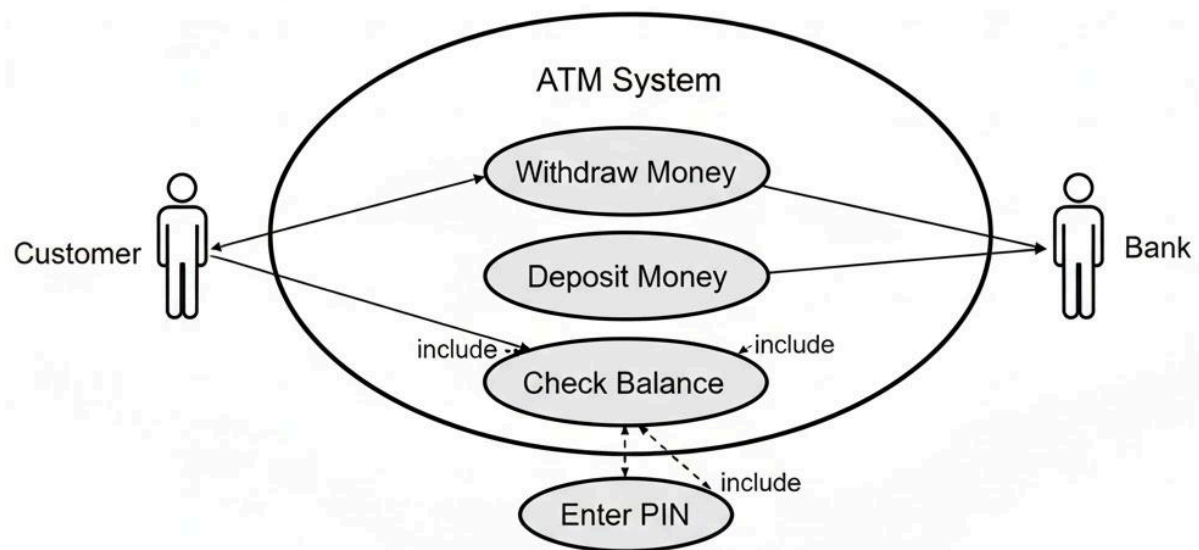 ATM System
Withdraw Money
Customer
Bank
Deposit Money
include
include
Check Balance
include
Enter PIN